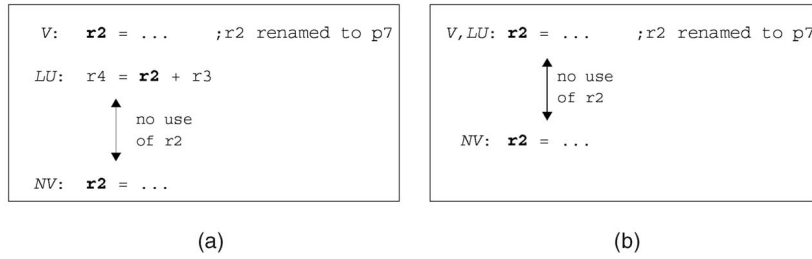 V: r2 = ... ;r2 renamed to p7
LU: r4 = r2 + r3
no use
of r2
NV: r2 = ...
(a)
V,LU: r2 = ... ;r2 renamed to p7
no use
of r2
NV: r2 = ...
(b)